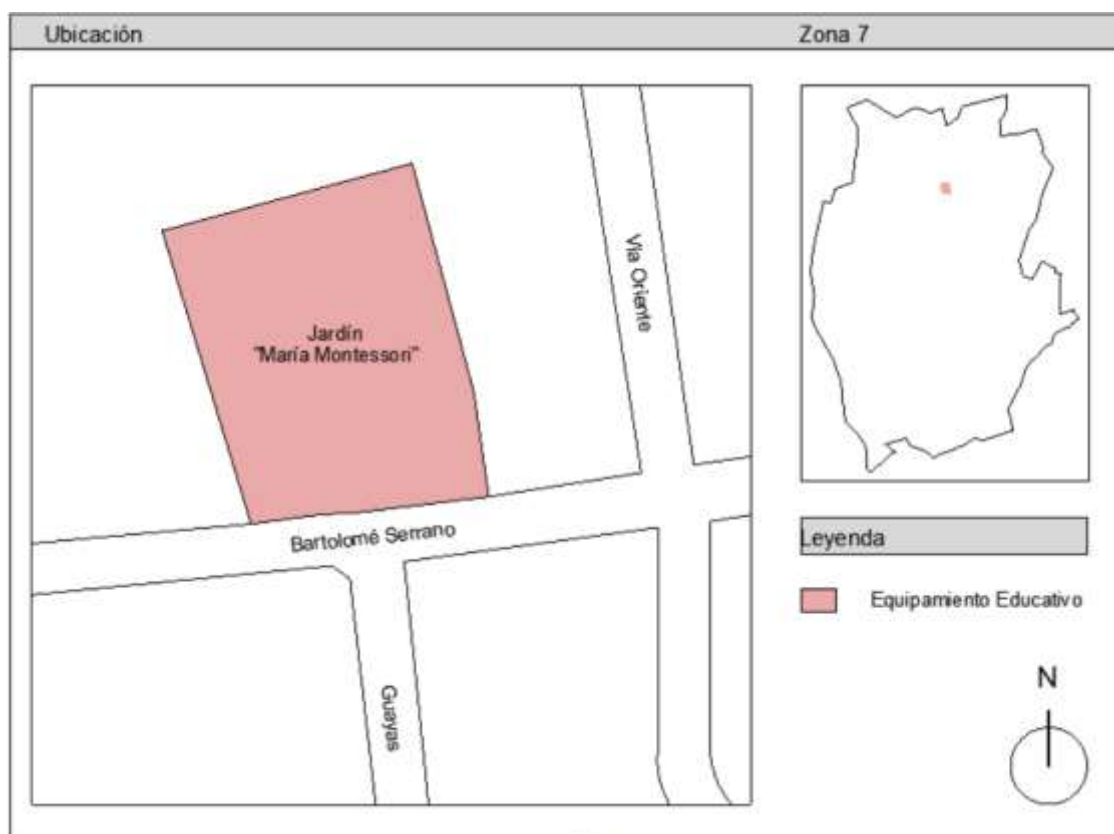 Ubicación
Zona 7
Jardín
"María Montessori"
Vía Oriente
Bartolomé Serrano
Guayas
Leyenda
Equipamiento Educativo
N